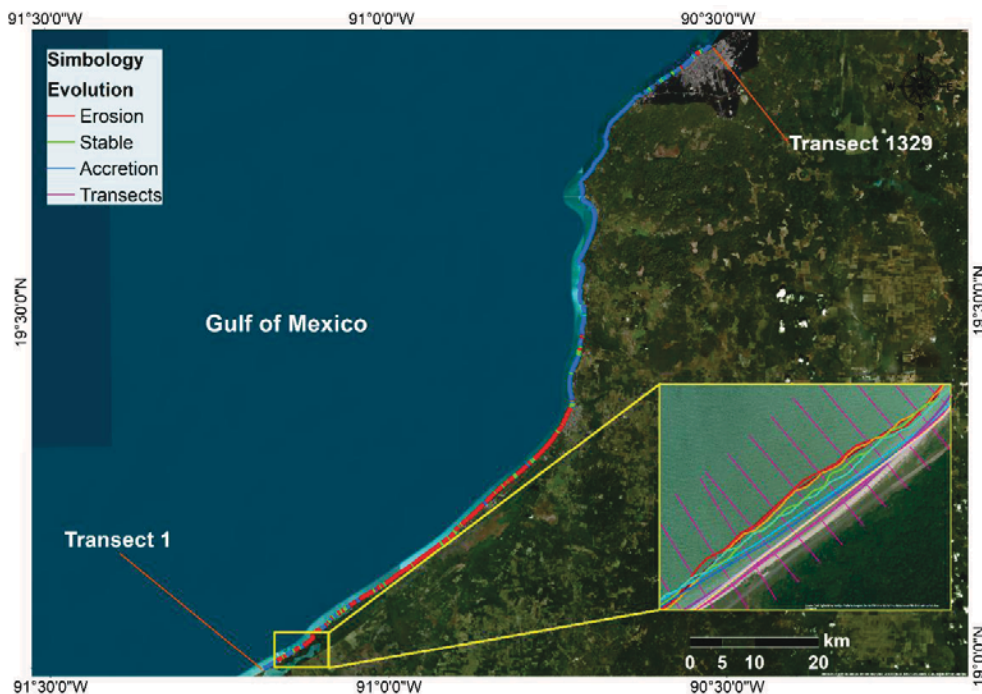 91°30'0"W
91°0'0"W
90°30'0"W
Simbology
Evolution
Erosion
Stable
Accretion
Transects
Transect 1329
19°30'0"N
19°30'0"N
Gulf of Mexico
Transect 1
km
0 5 10 20
19°0'0"N
91°30'0"W
91°0'0"W
90°30'0"W